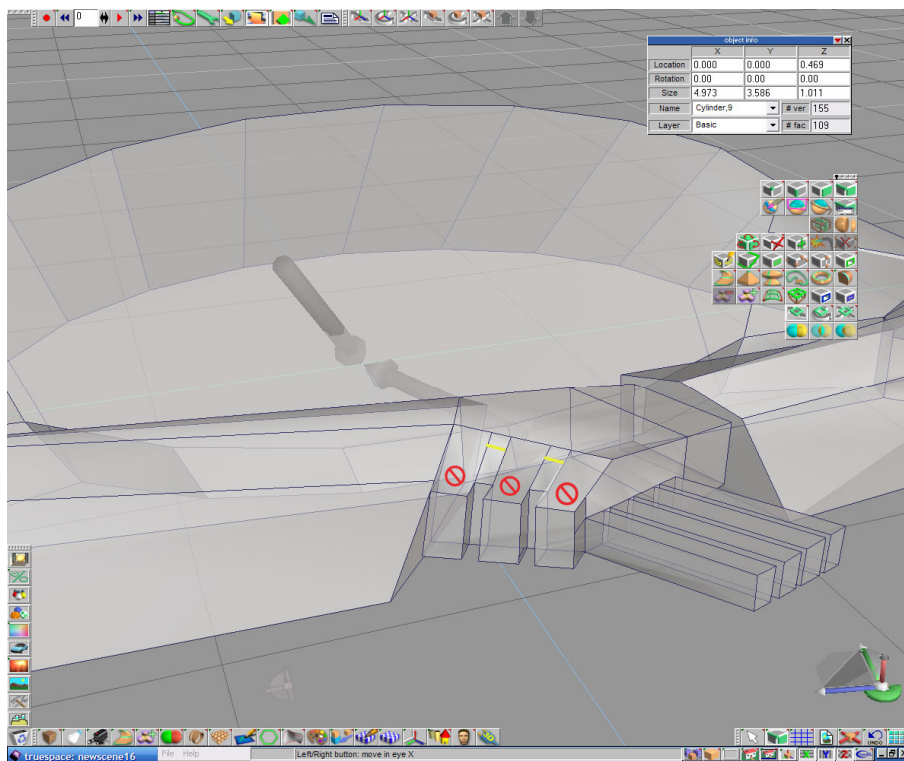 0
object info
X Y Z
Location 0.000 0.000 0.469
Rotation 0.00 0.00 0.00
Size 4.973 3.586 1.011
Name Cylinder,9 # ver 155
Layer Basic # fac 109
UNDO
truespace: newscene16 File Help Left/Right button: move in eye X